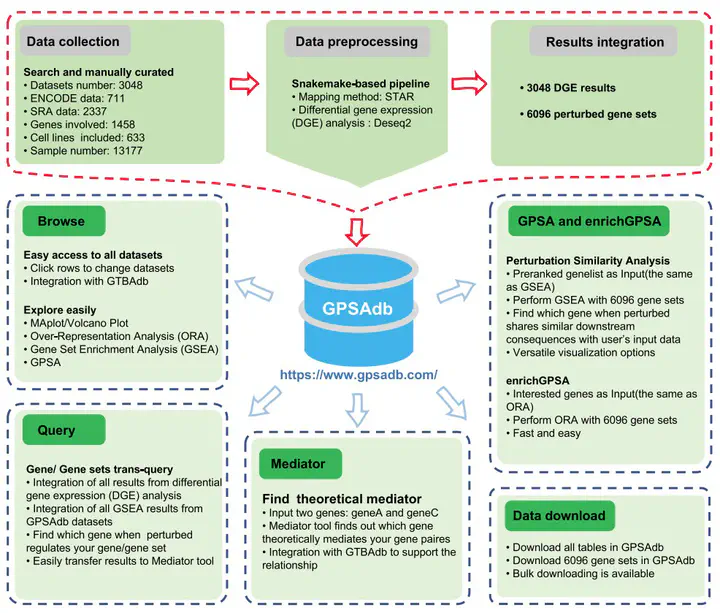 Data collection
Search and manually curated
• Datasets number: 3048
• ENCODE data: 711
• SRA data: 2337
• Genes involved: 1458
• Cell lines included: 633
• Sample number: 13177
Data preprocessing
Snakemake-based pipeline
• Mapping method: STAR
• Differential gene expression
(DGE) analysis : Deseq2
Results integration
• 3048 DGE results
• 6096 perturbed gene sets
Browse
Easy access to all datasets
• Click rows to change datasets
• Integration with GTBAdb
Explore easily
• MAplot/Volcano Plot
• Over-Representation Analysis (ORA)
• Gene Set Enrichment Analysis (GSEA)
• GPSA
GPSAdb
https://www.gpsadb.com/
GPSA and enrichGPSA
Perturbation Similarity Analysis
• Preranked genelist as Input(the same
as GSEA)
• Perform GSEA with 6096 gene sets
• Find which gene when perturbed
shares similar downstream
consequences with user's input data
• Versatile visualization options
enrichGPSA
• Interested genes as Input(the same as
ORA)
• Perform ORA with 6096 gene sets
• Fast and easy
Query
Gene/ Gene sets trans-query
• Integration of all results from differential
gene expression (DGE) analysis
• Integration of all GSEA results from
GPSAdb datasets
• Find which gene when perturbed
regulates your gene/gene set
• Easily transfer results to Mediator tool
Mediator
Find theoretical mediator
• Input two genes: geneA and geneC
• Mediator tool finds out which gene
theoretically mediates your gene paires
• Integration with GTBAdb to support the
relationship
Data download
• Download all tables in GPSAdb
• Download 6096 gene sets in GPSAdb
• Bulk downloading is available